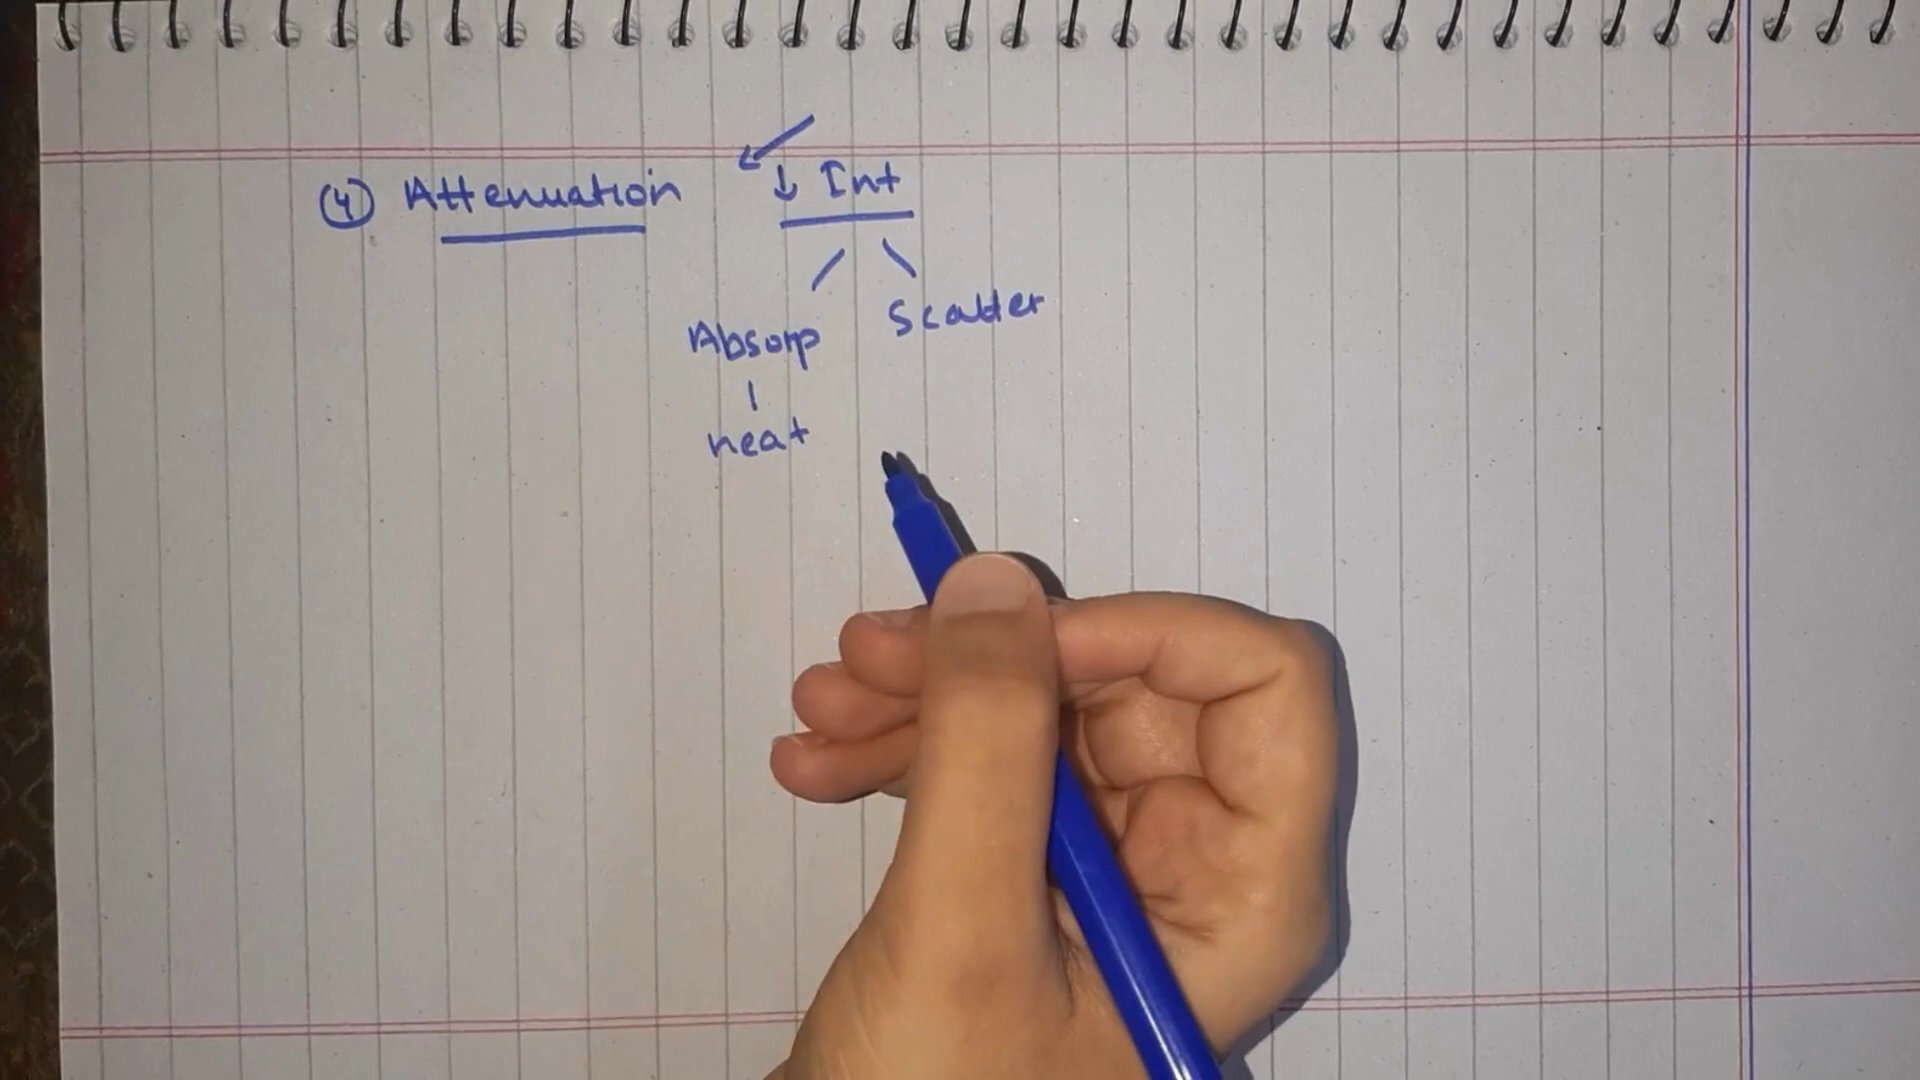 ④ Attenuation ↓ Int
Absorp Scatter
heat